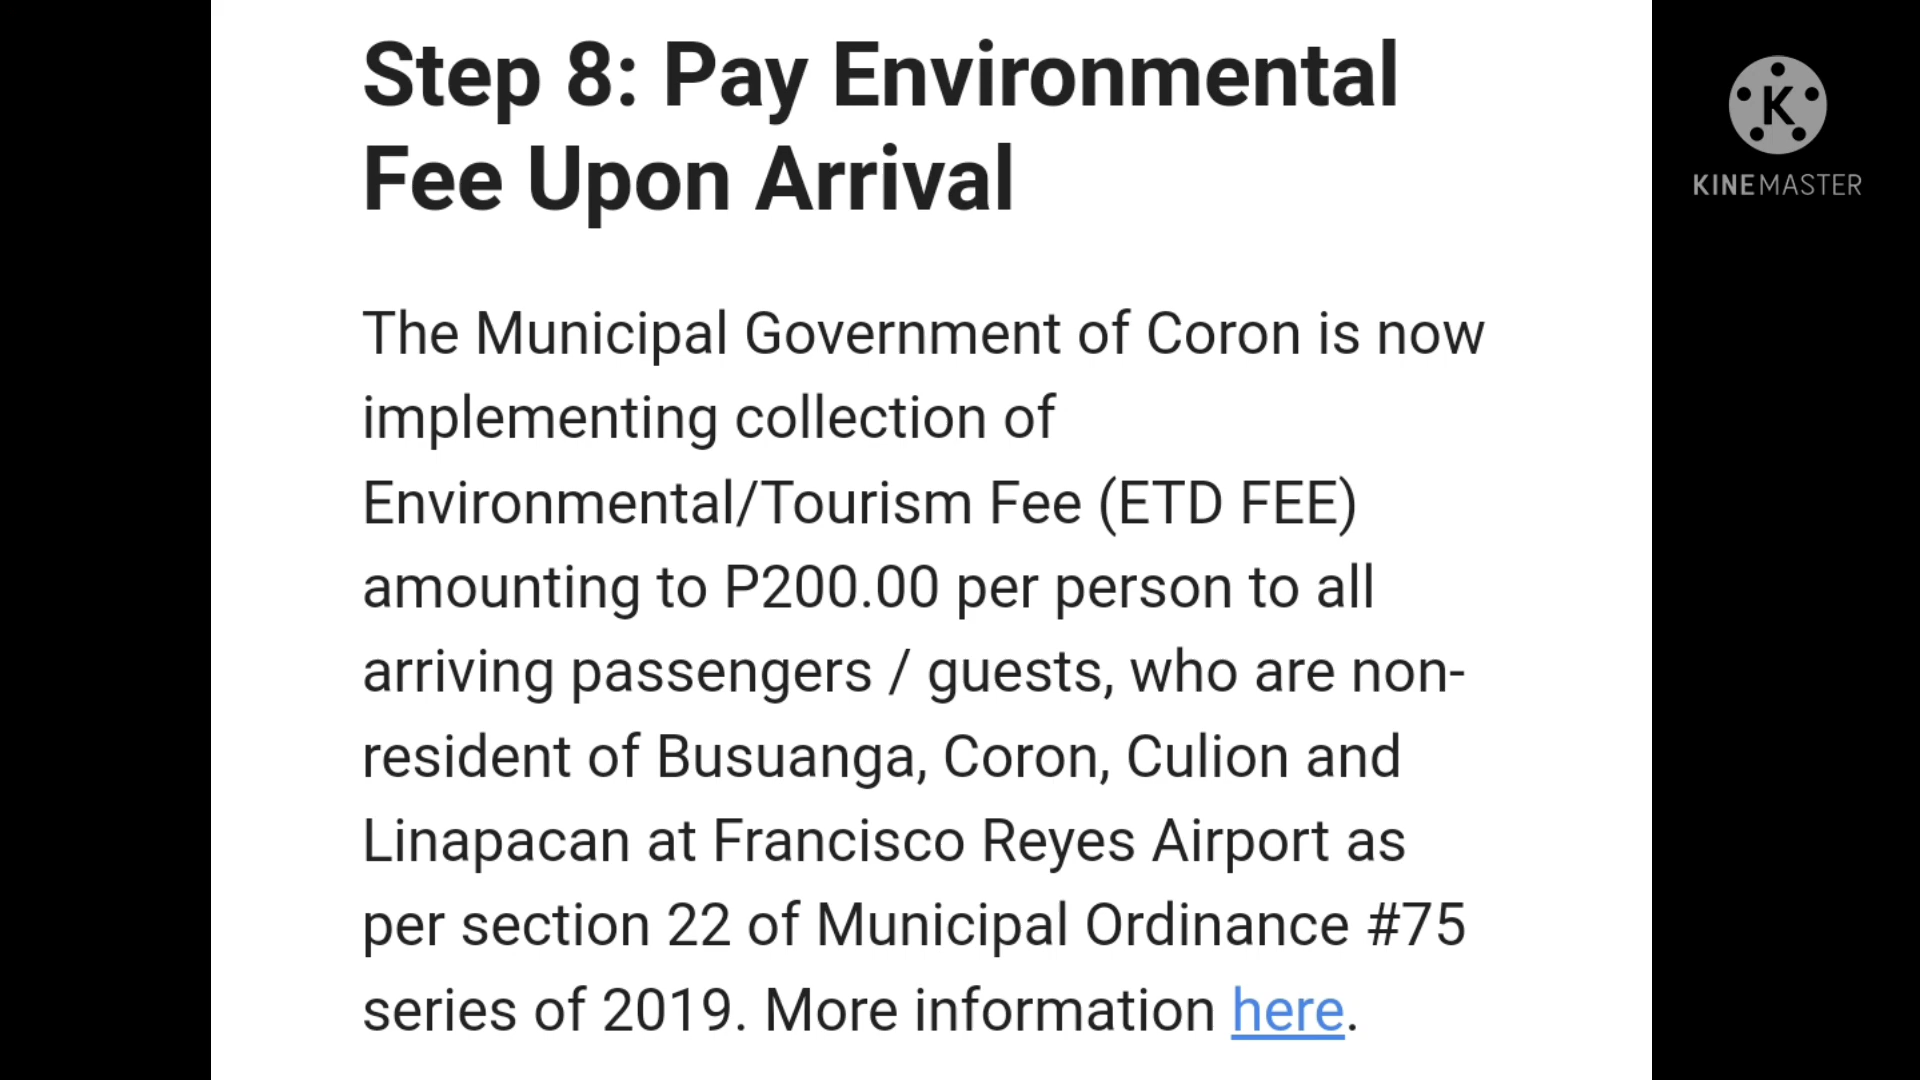 Step 8: Pay Environmental
Fee Upon Arrival
The Municipal Government of Coron is now
implementing collection of
Environmental/Tourism Fee (ETD FEE)
amounting to P200.00 per person to all
arriving passengers / guests, who are non-
resident of Busuanga, Coron, Culion and
Linapacan at Francisco Reyes Airport as
per section 22 of Municipal Ordinance #75
series of 2019. More information here.
K
KINEMASTER